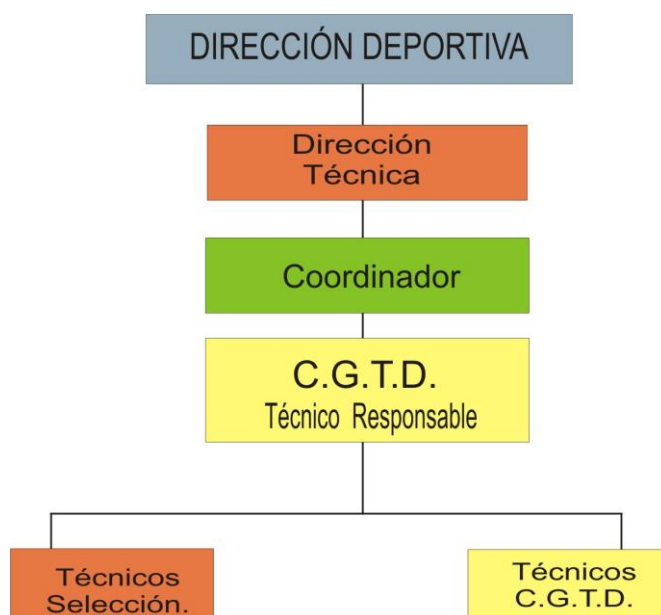 DIRECCIÓN DEPORTIVA
Dirección
Técnica
Coordinador
C.G.T.D.
Técnico Responsable
Técnicos
Selección.
Técnicos
C.G.T.D.